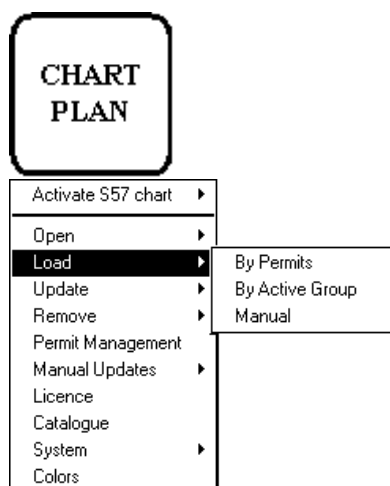 CHART
PLAN
Activate S57 chart
Open
Load
By Permits
Update
By Active Group
Remove
Manual
Permit Management
Manual Updates
Licence
Catalogue
System
Colors